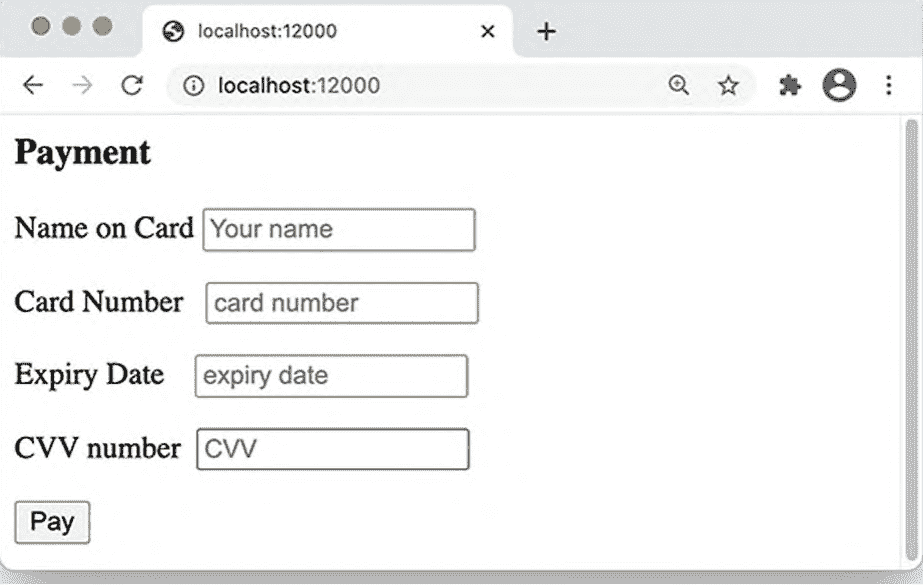 localhost:12000
localhost:12000
Payment
Name on Card Your name
Card Number card number
Expiry Date expiry date
CVV number CVV
Pay